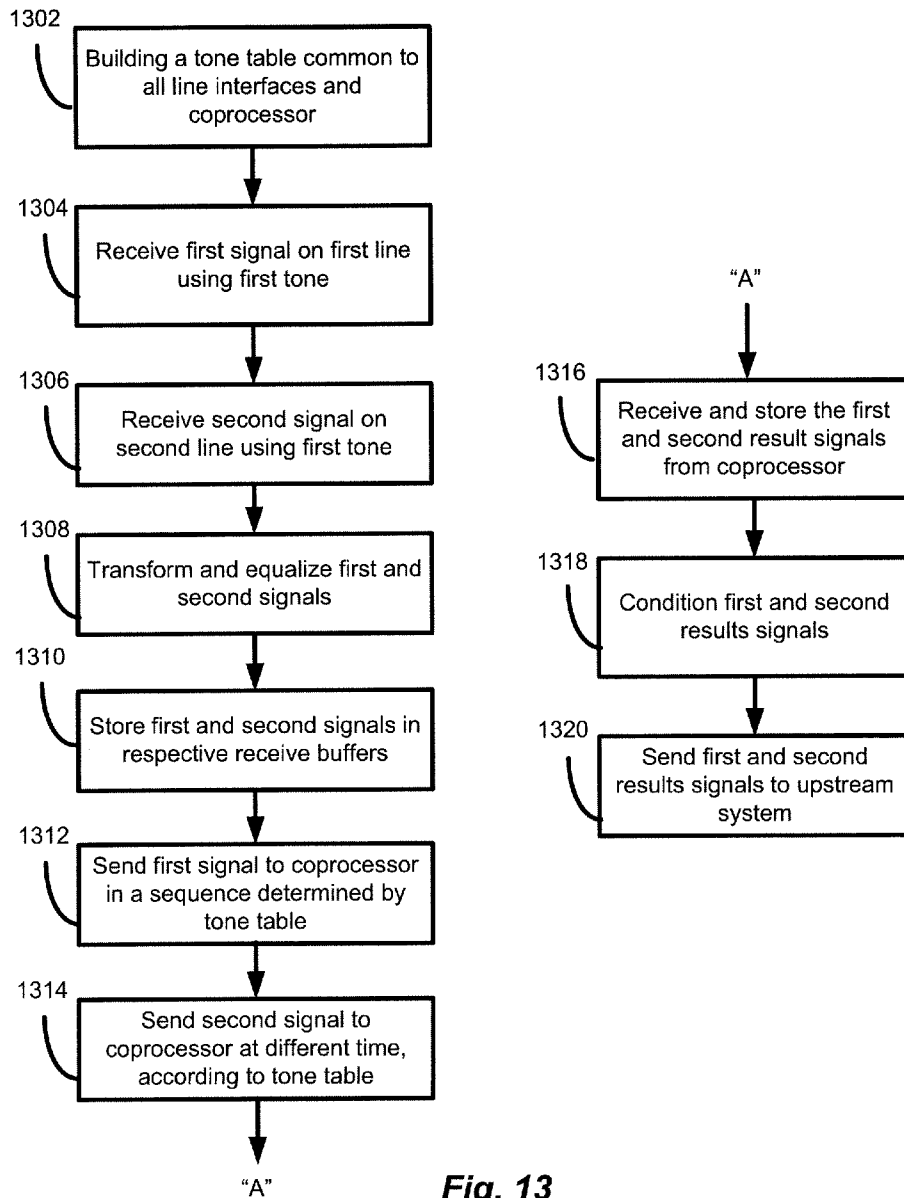 1302
Building a tone table common to
all line interfaces and
coprocessor
1304
Receive first signal on first line
using first tone
1306
Receive second signal on
second line using first tone
1308
Transform and equalize first and
second signals
1310
Store first and second signals in
respective receive buffers
1312
Send first signal to coprocessor
in a sequence determined by
tone table
1314
Send second signal to
coprocessor at different time,
according to tone table
"A"
"A"
1316
Receive and store the first
and second result signals
from coprocessor
1318
Condition first and second
results signals
1320
Send first and second
results signals to upstream
system
Fig. 13